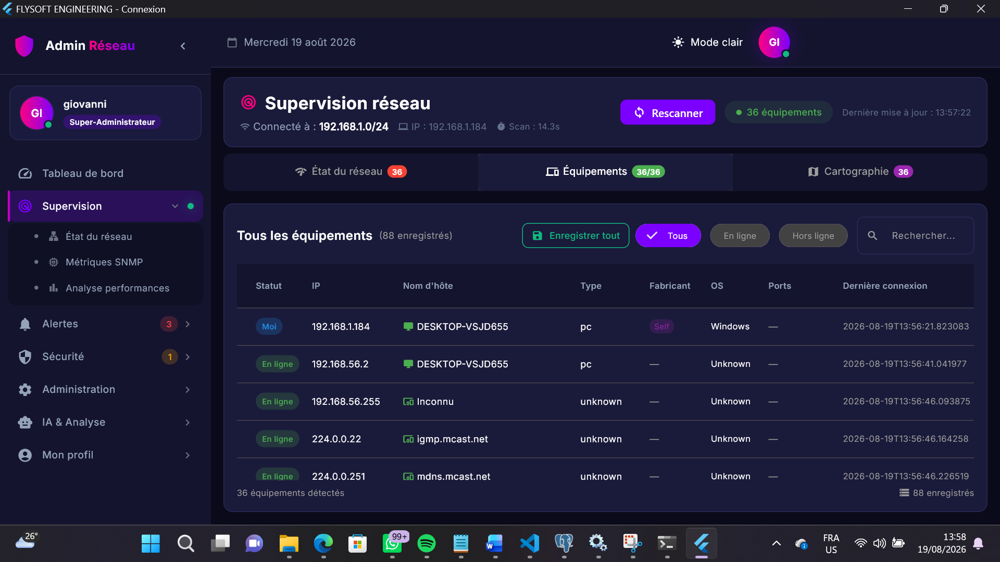 FLYSOFT ENGINEERING - Connexion
Admin Réseau
Mercredi 19 août 2026
Mode clair
GI
GI
giovanni
Super-Administrateur
Tableau de bord
Supervision
État du réseau
Métriques SNMP
Analyse performances
Alertes
3
Sécurité
1
Administration
IA & Analyse
Mon profil
Supervision réseau
Connecté à : 192.168.1.0/24 IP : 192.168.1.184 Scan : 14.3s
Rescanner
36 équipements
Dernière mise à jour : 13:57:22
État du réseau 36
Équipements 36/36
Cartographie 36
Tous les équipements (88 enregistrés)
Enregistrer tout
Tous
En ligne
Hors ligne
Rechercher...
Statut IP Nom d'hôte Type Fabricant OS Ports Dernière connexion
Moi 192.168.1.184 DESKTOP-VSJD655 pc Self Windows — 2026-08-19T13:56:21.823083
En ligne 192.168.56.2 DESKTOP-VSJD655 pc — Unknown — 2026-08-19T13:56:41.041977
En ligne 192.168.56.255 Inconnu unknown — Unknown — 2026-08-19T13:56:46.093875
En ligne 224.0.0.22 igmp.mcast.net unknown — Unknown — 2026-08-19T13:56:46.164258
En ligne 224.0.0.251 mdns.mcast.net unknown — Unknown — 2026-08-19T13:56:46.226519
36 équipements détectés
88 enregistrés
26°
99+
FRA
US
13:58
19/08/2026